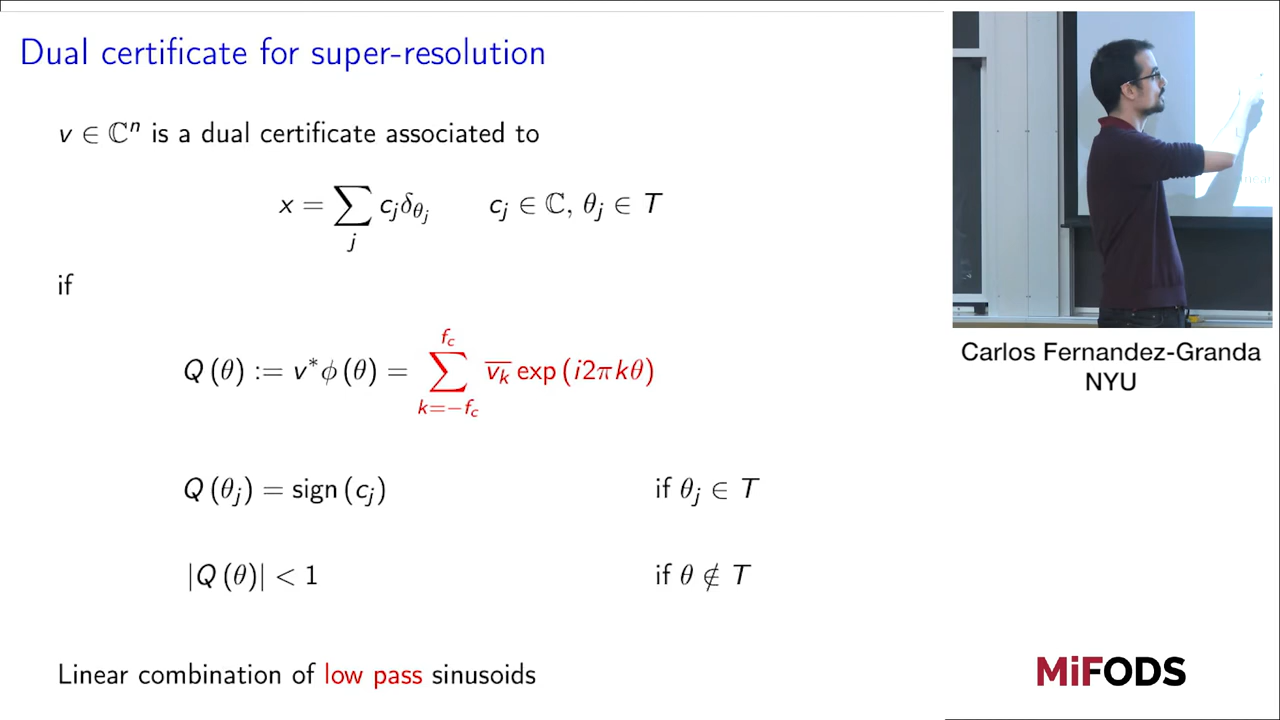 Dual certificate for super-resolution
v ∈ ℂⁿ is a dual certificate associated to
x = ∑_j c_j δ_{θ_j}    c_j ∈ ℂ, θ_j ∈ T
if
Q (θ) := v*ϕ (θ) = ∑_{k=−f_c}^{f_c} \overline{v_k} exp (i2πkθ)
Q (θ_j) = sign (c_j)    if θ_j ∈ T
|Q (θ)| < 1    if θ ∉ T
Linear combination of low pass sinusoids
Carlos Fernandez-Granda
NYU
MiFODS